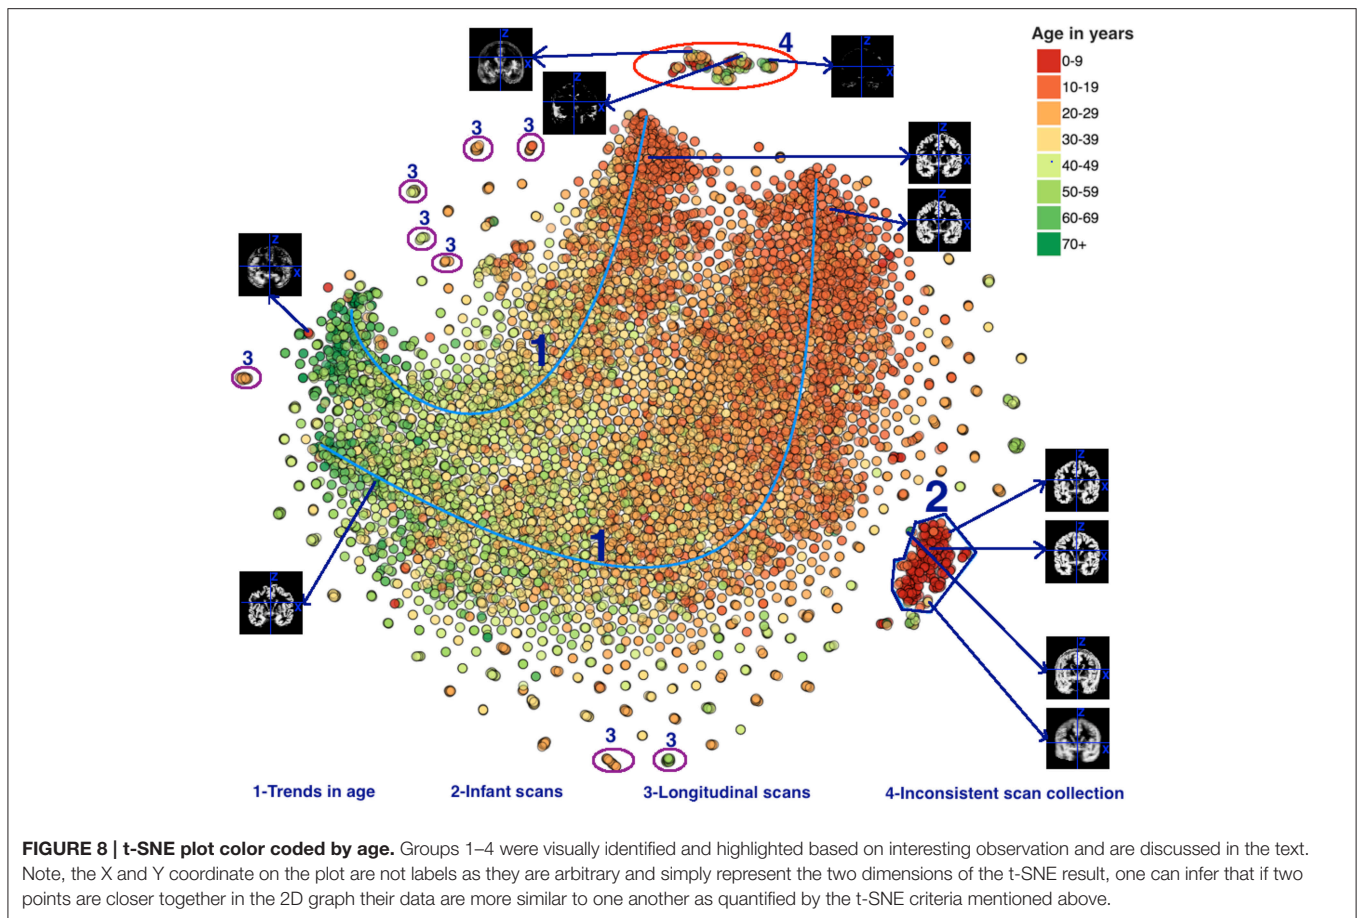 4
Age in years
0-9
10-19
20-29
30-39
40-49
50-59
60-69
70+
Z
X
Z
X
Z
X
3
3
Z
X
3
Z
X
3
3
Z
X
1
3
Z
X
2
Z
X
1
Z
X
Z
X
Z
X
3
3
1-Trends in age
2-Infant scans
3-Longitudinal scans
4-Inconsistent scan collection
FIGURE 8 | t-SNE plot color coded by age. Groups 1–4 were visually identified and highlighted based on interesting observation and are discussed in the text.
Note, the X and Y coordinate on the plot are not labels as they are arbitrary and simply represent the two dimensions of the t-SNE result, one can infer that if two
points are closer together in the 2D graph their data are more similar to one another as quantified by the t-SNE criteria mentioned above.